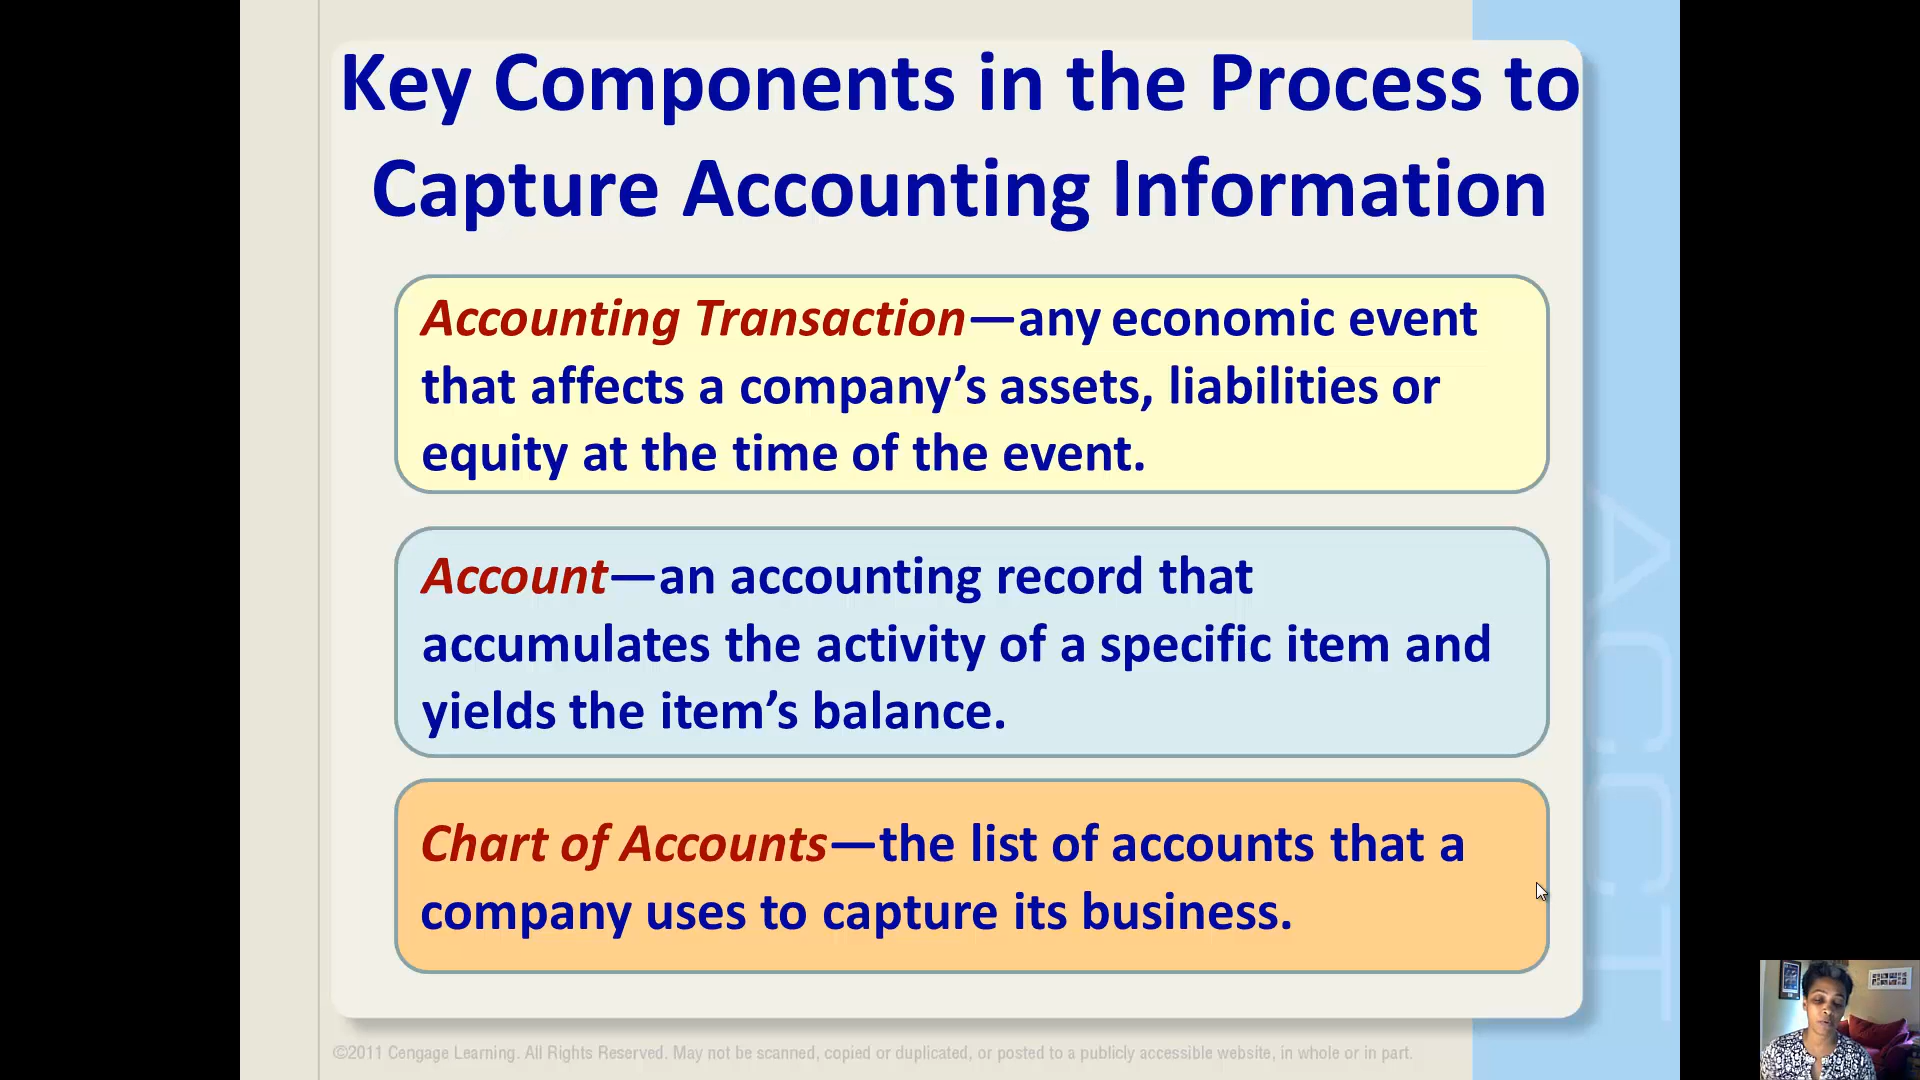 Key Components in the Process to
Capture Accounting Information
Accounting Transaction—any economic event
that affects a company’s assets, liabilities or
equity at the time of the event.
Account—an accounting record that
accumulates the activity of a specific item and
yields the item’s balance.
Chart of Accounts—the list of accounts that a
company uses to capture its business.
ACCT
©2011 Cengage Learning. All Rights Reserved. May not be scanned, copied or duplicated, or posted to a publicly accessible website, in whole or in part.